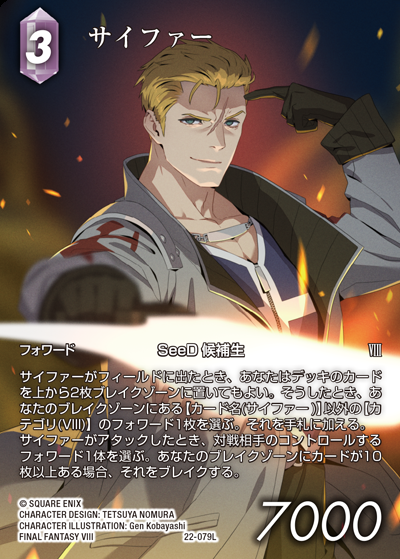 3
サイファー
フォワード SeeD 候補生 VIII
サイファーがフィールドに出たとき、あなたはデッキのカード
を上から2枚ブレイクゾーンに置いてもよい。そうしたとき、あ
なたのブレイクゾーンにある【カード名(サイファー)】以外の【カ
テゴリ(VIII)】のフォワード1枚を選ぶ。それを手札に加える。
サイファーがアタックしたとき、対戦相手のコントロールする
フォワード1体を選ぶ。あなたのブレイクゾーンにカードが10
枚以上ある場合、それをブレイクする。
© SQUARE ENIX
CHARACTER DESIGN: TETSUYA NOMURA
CHARACTER ILLUSTRATION: Gen Kobayashi
FINAL FANTASY VIII 22-079L
7000